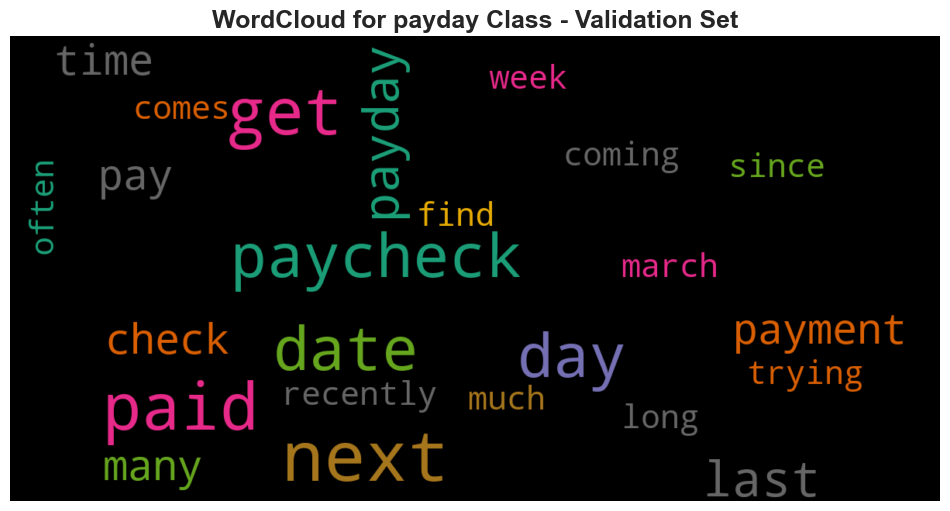 WordCloud for payday Class - Validation Set
time
week
comes
get
payday
coming
since
often
pay
find
paycheck
march
check
date
day
payment
trying
paid
recently
much
long
many
next
last